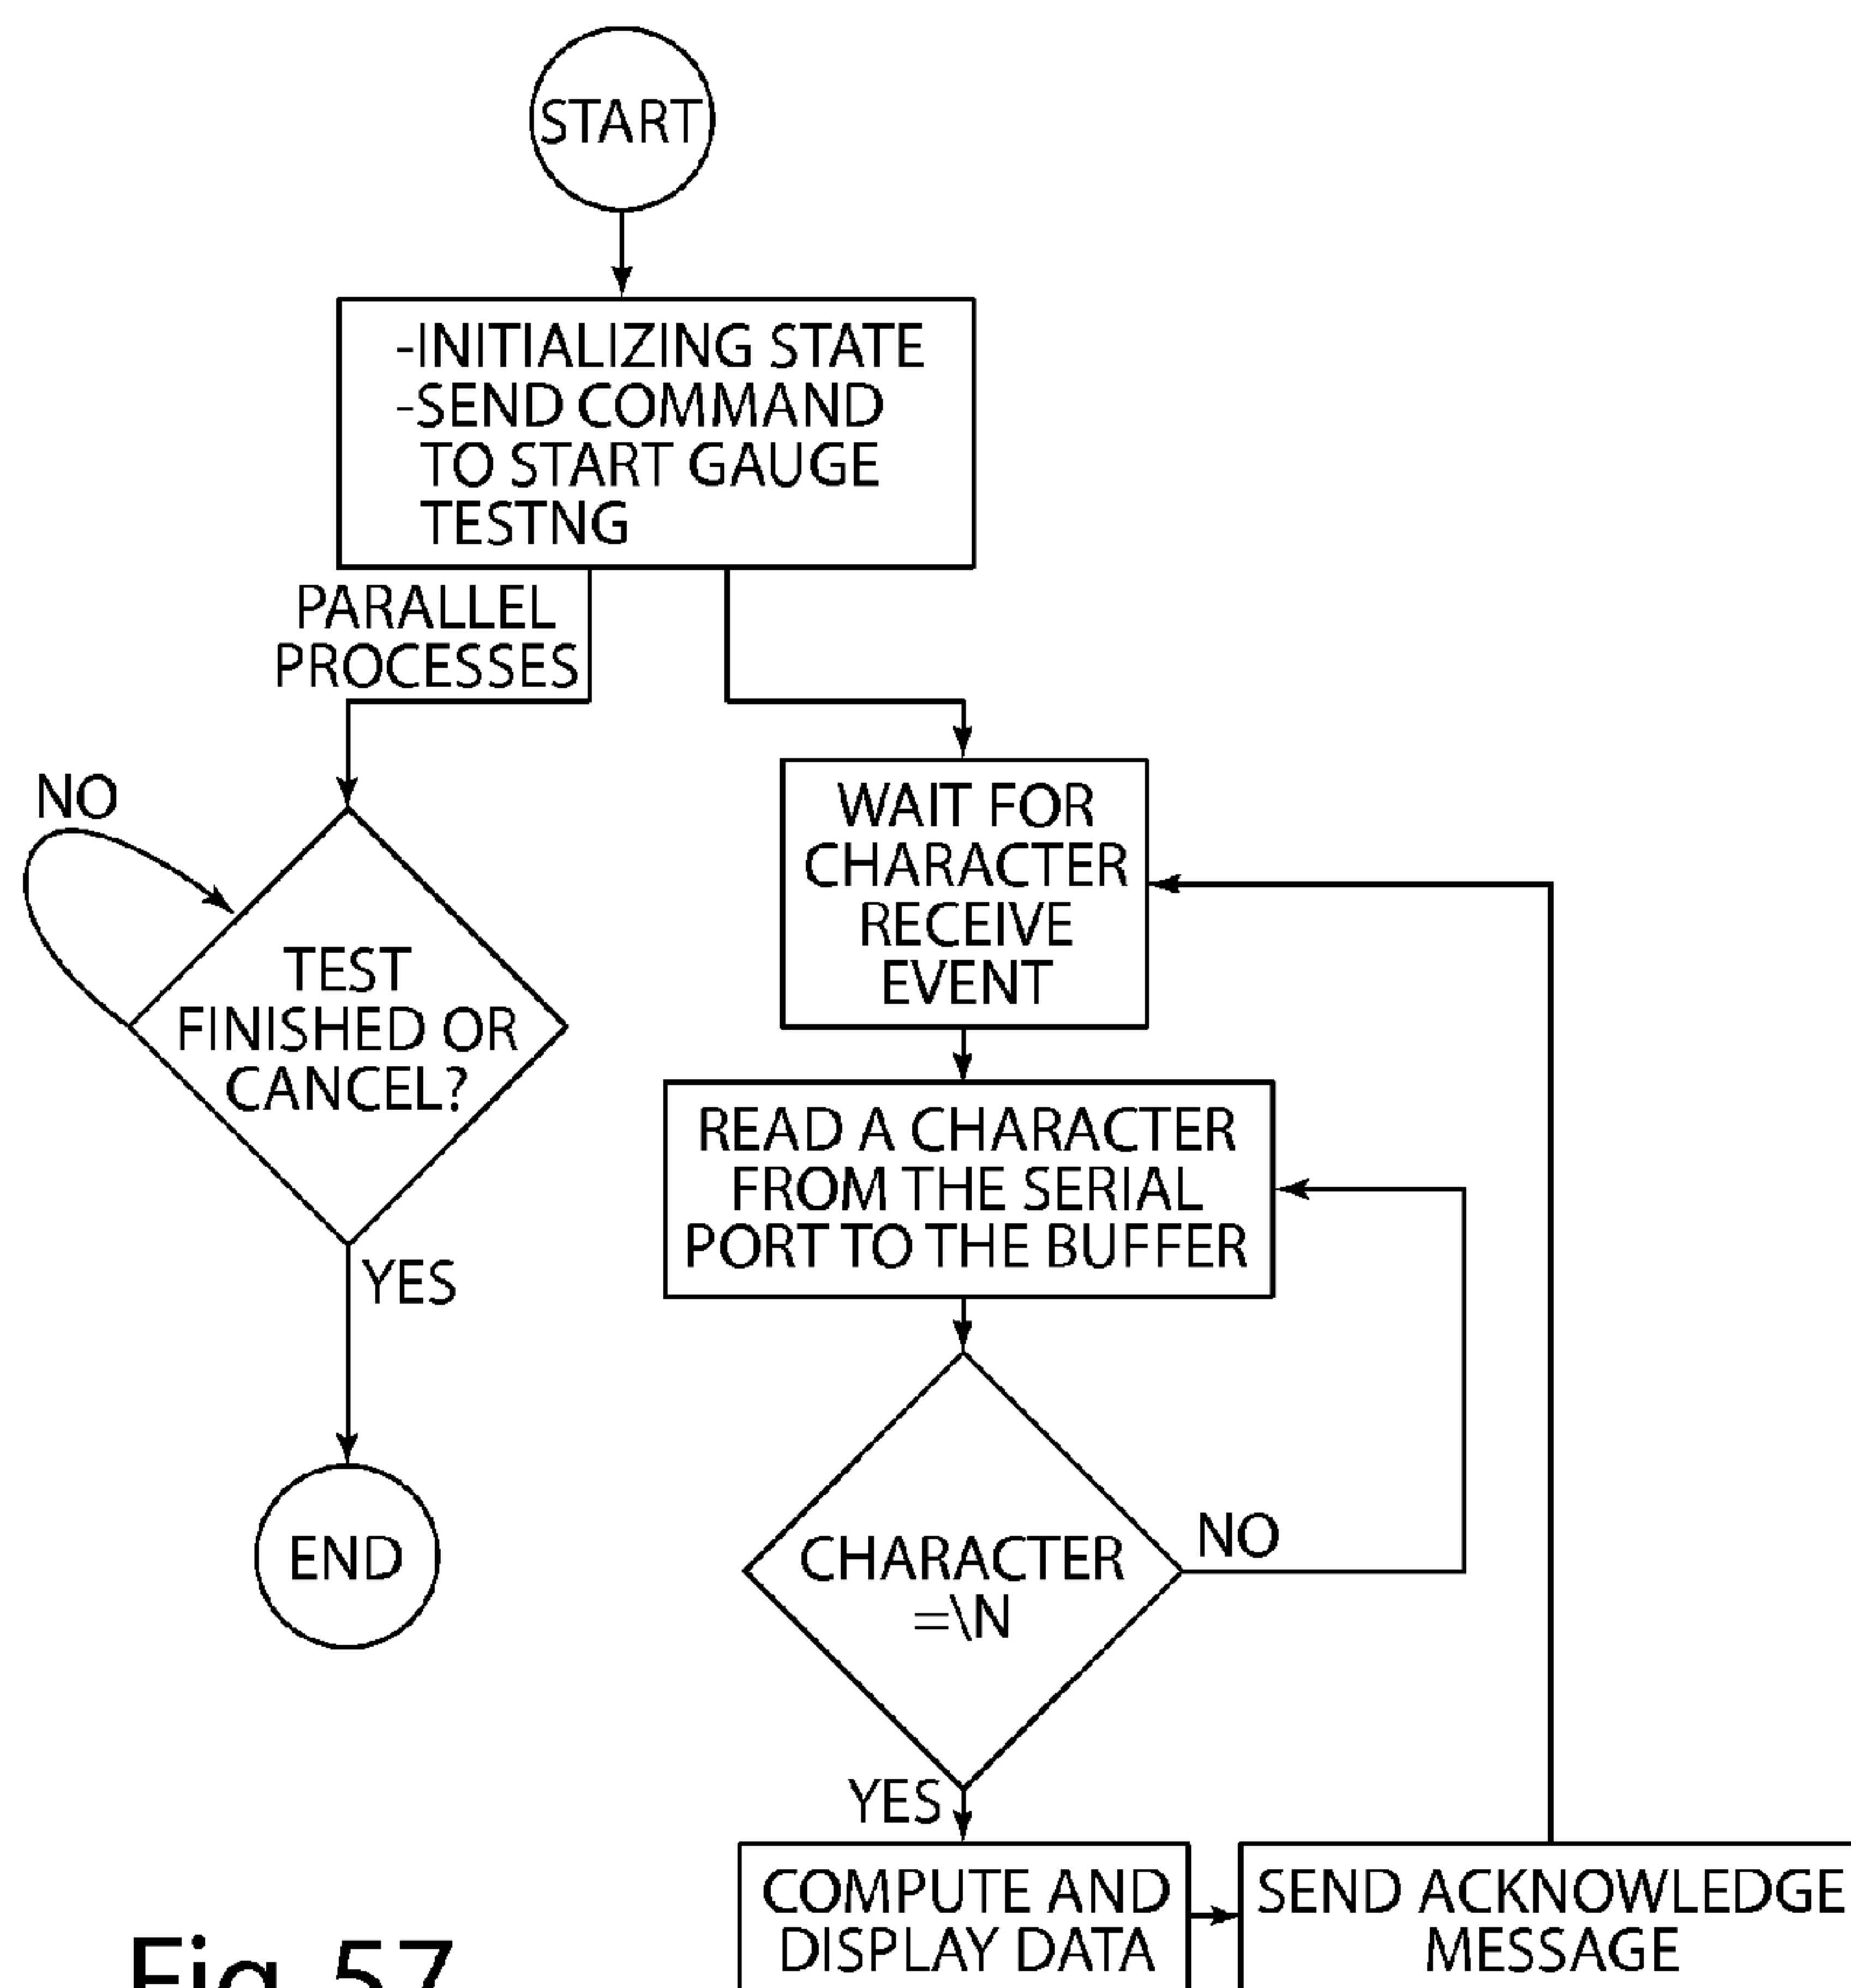 START
-INITIALIZING STATE
-SEND COMMAND
TO START GAUGE
TESTNG
PARALLEL
PROCESSES
NO
TEST
FINISHED OR
CANCEL?
YES
END
WAIT FOR
CHARACTER
RECEIVE
EVENT
READ A CHARACTER
FROM THE SERIAL
PORT TO THE BUFFER
CHARACTER
=\N
NO
YES
COMPUTE AND
DISPLAY DATA
SEND ACKNOWLEDGE
MESSAGE
Fig. 57